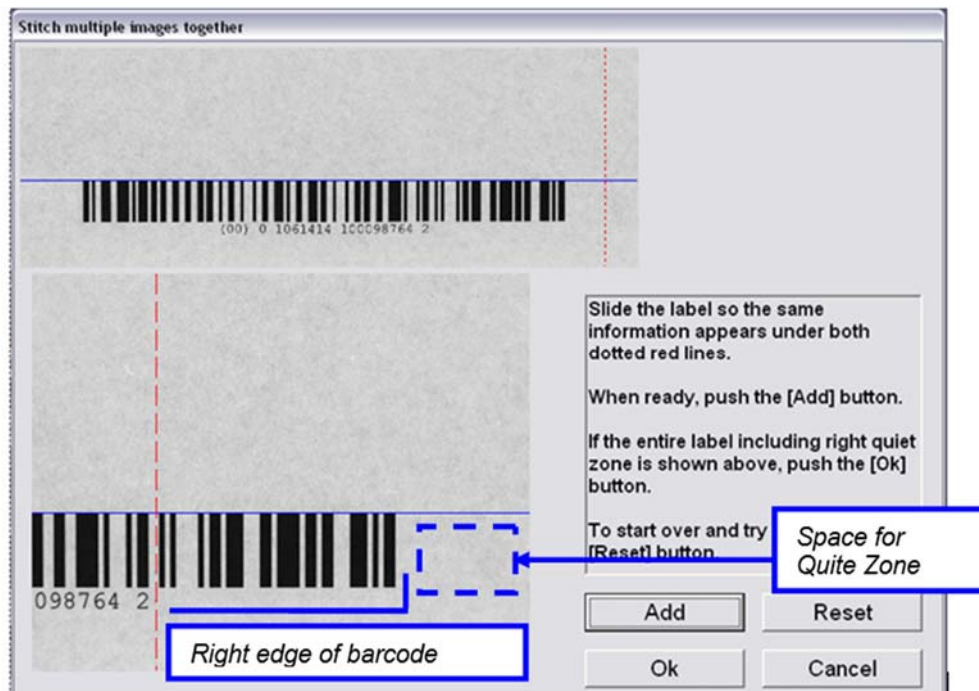 Stitch multiple images together
(00) 0 1061414 100098764 2
Slide the label so the same
information appears under both
dotted red lines.
When ready, push the [Add] button.
If the entire label including right quiet
zone is shown above, push the [Ok]
button.
To start over and try
[Reset] button.
Space for
Quite Zone
098764 2
Right edge of barcode
Add
Reset
Ok
Cancel